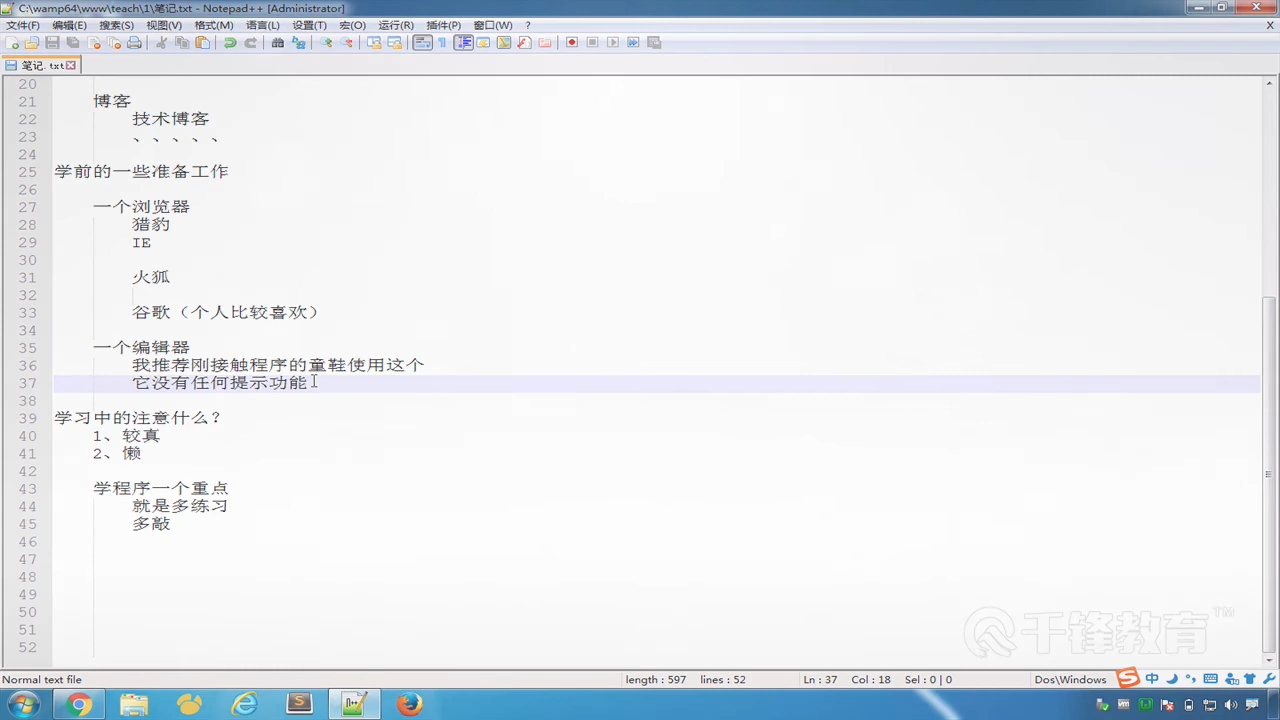 C:\wamp64\www\teach\1\笔记.txt - Notepad++ [Administrator]
文件(F) 编辑(E) 搜索(S) 视图(V) 格式(M) 语言(L) 设置(T) 宏(O) 运行(R) 插件(P) 窗口(W) ? X
笔记.txt
20
21 博客
22 技术博客
23 、、、、、
24
25 学前的一些准备工作
26
27 一个浏览器
28 猎豹
29 IE
30
31 火狐
32
33 谷歌（个人比较喜欢）
34
35 一个编辑器
36 我推荐刚接触程序的童鞋使用这个
37 它没有任何提示功能
38
39 学习中的注意什么？
40 1、较真
41 2、懒
42
43 学程序一个重点
44 就是多练习
45 多敲
46
47
48
49
50
51
52
千锋教育™
Normal text file length : 597 lines : 52 Ln : 37 Col : 18 Sel : 0 | 0 Dos\Windows 中